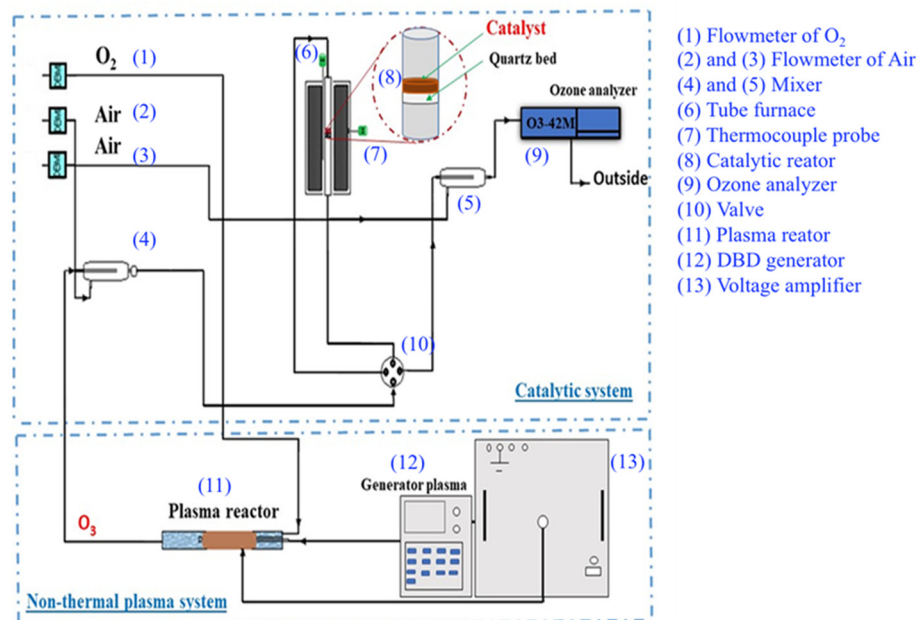 O₂ (1)
Air (2)
Air
(3)
(4)
(6)
(7)
(8)
Catalyst
Quartz bed
Ozone analyzer
O3-42M
(9)
Outside
(5)
(10)
Catalytic system
(11)
Plasma reactor
O₃
(12)
Generator plasma
(13)
Non-thermal plasma system
(1) Flowmeter of O₂
(2) and (3) Flowmeter of Air
(4) and (5) Mixer
(6) Tube furnace
(7) Thermocouple probe
(8) Catalytic reator
(9) Ozone analyzer
(10) Valve
(11) Plasma reator
(12) DBD generator
(13) Voltage amplifier